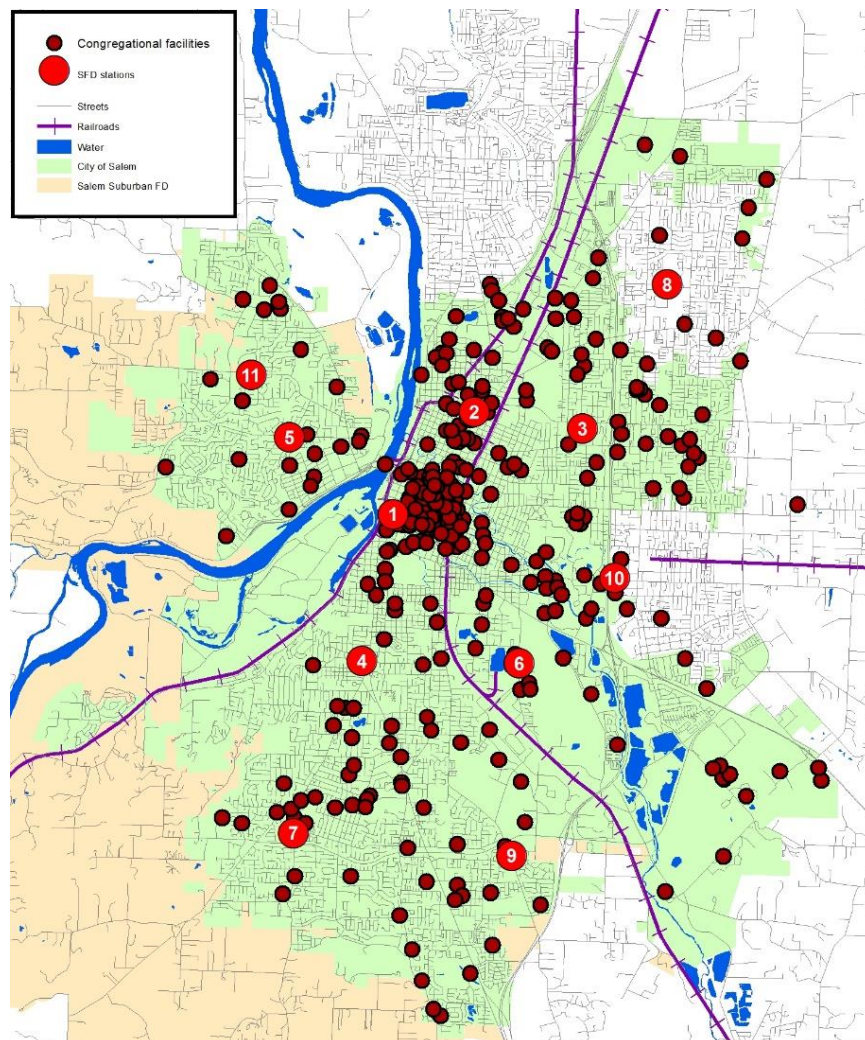 Congregational facilities
SFD stations
Streets
Railroads
Water
City of Salem
Salem Suburban FD
8
11
2
3
5
1
10
4
6
7
9